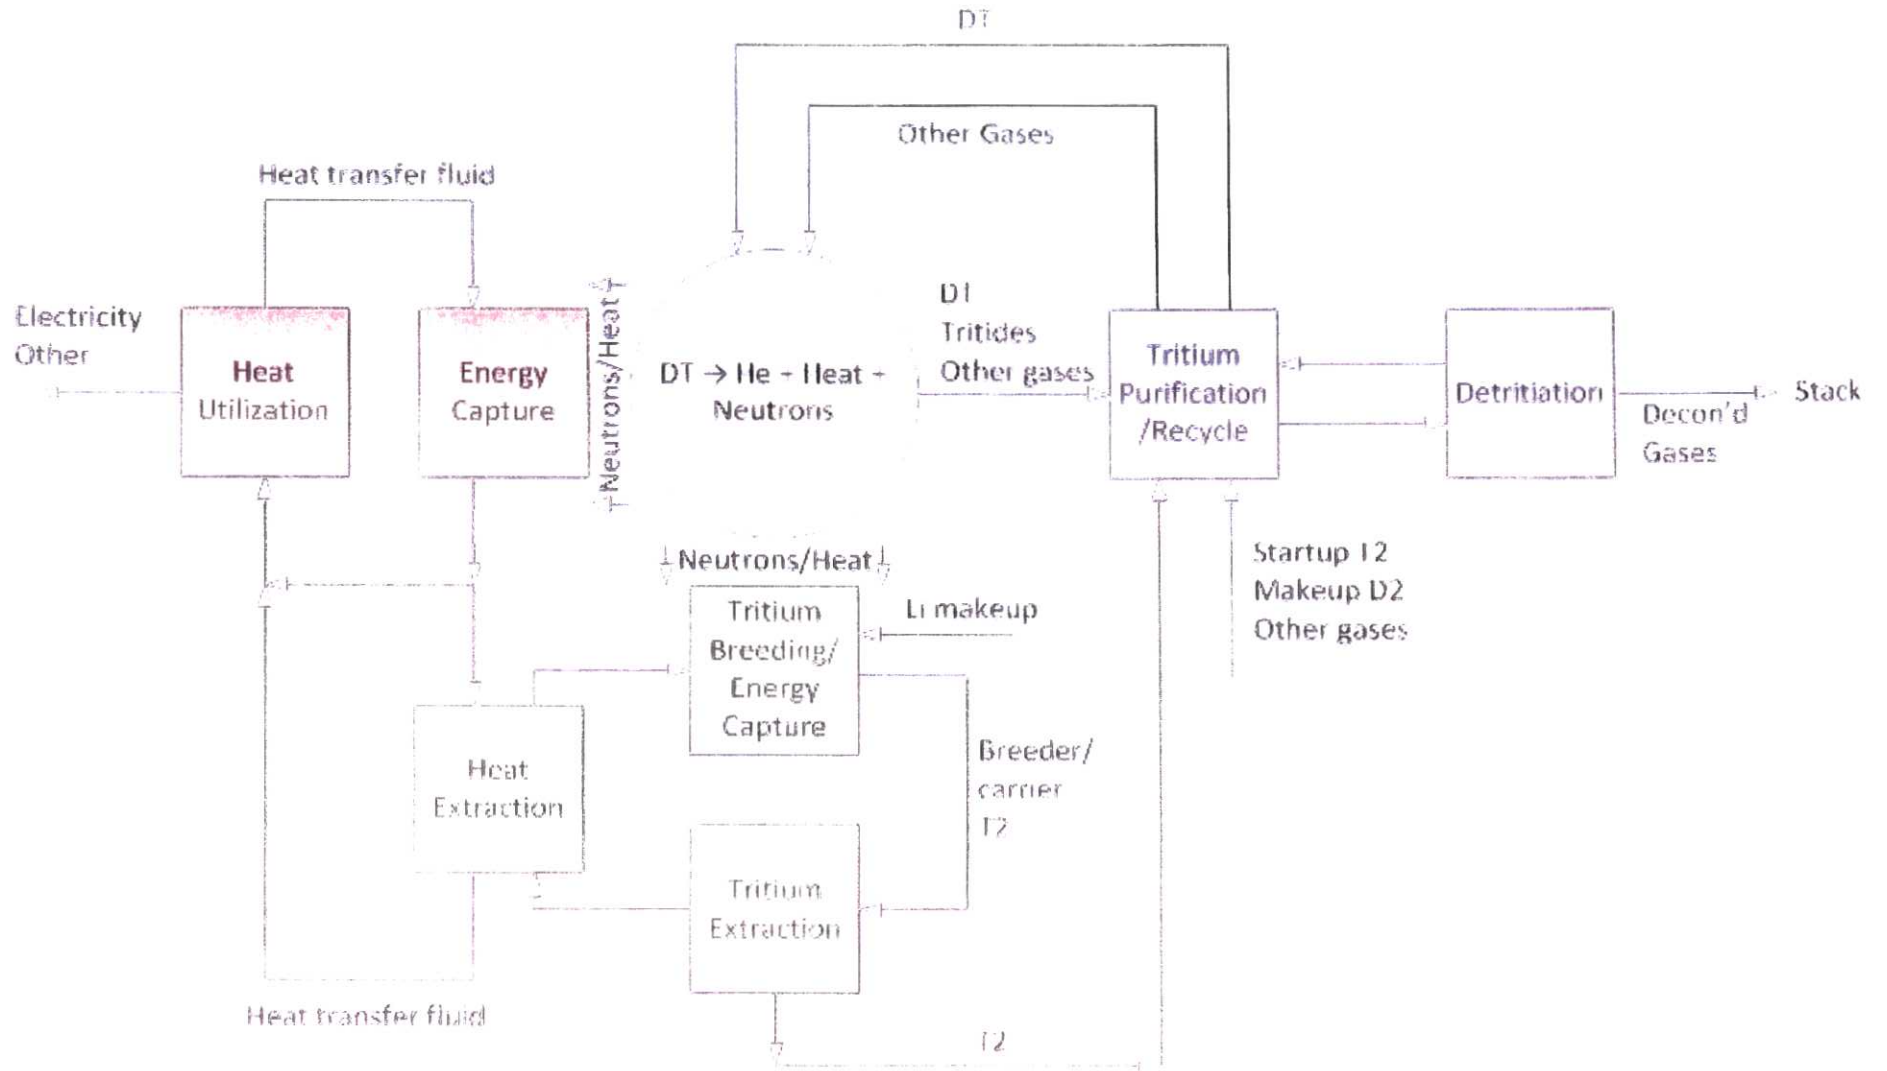 DT
Other Gases
Heat transfer fluid
Electricity
Other
Heat
Utilization
Energy
Capture
Neutrons/Heat
DT → He + Heat +
Neutrons
DT
Tritides
Other gases
Tritium
Purification
/Recycle
Detritiation
Decon'd
Gases
Stack
Neutrons/Heat
Tritium
Breeding/
Energy
Capture
Li makeup
Startup T2
Makeup D2
Other gases
Heat
Extraction
Breeder/
carrier
T2
Tritium
Extraction
Heat transfer fluid
T2